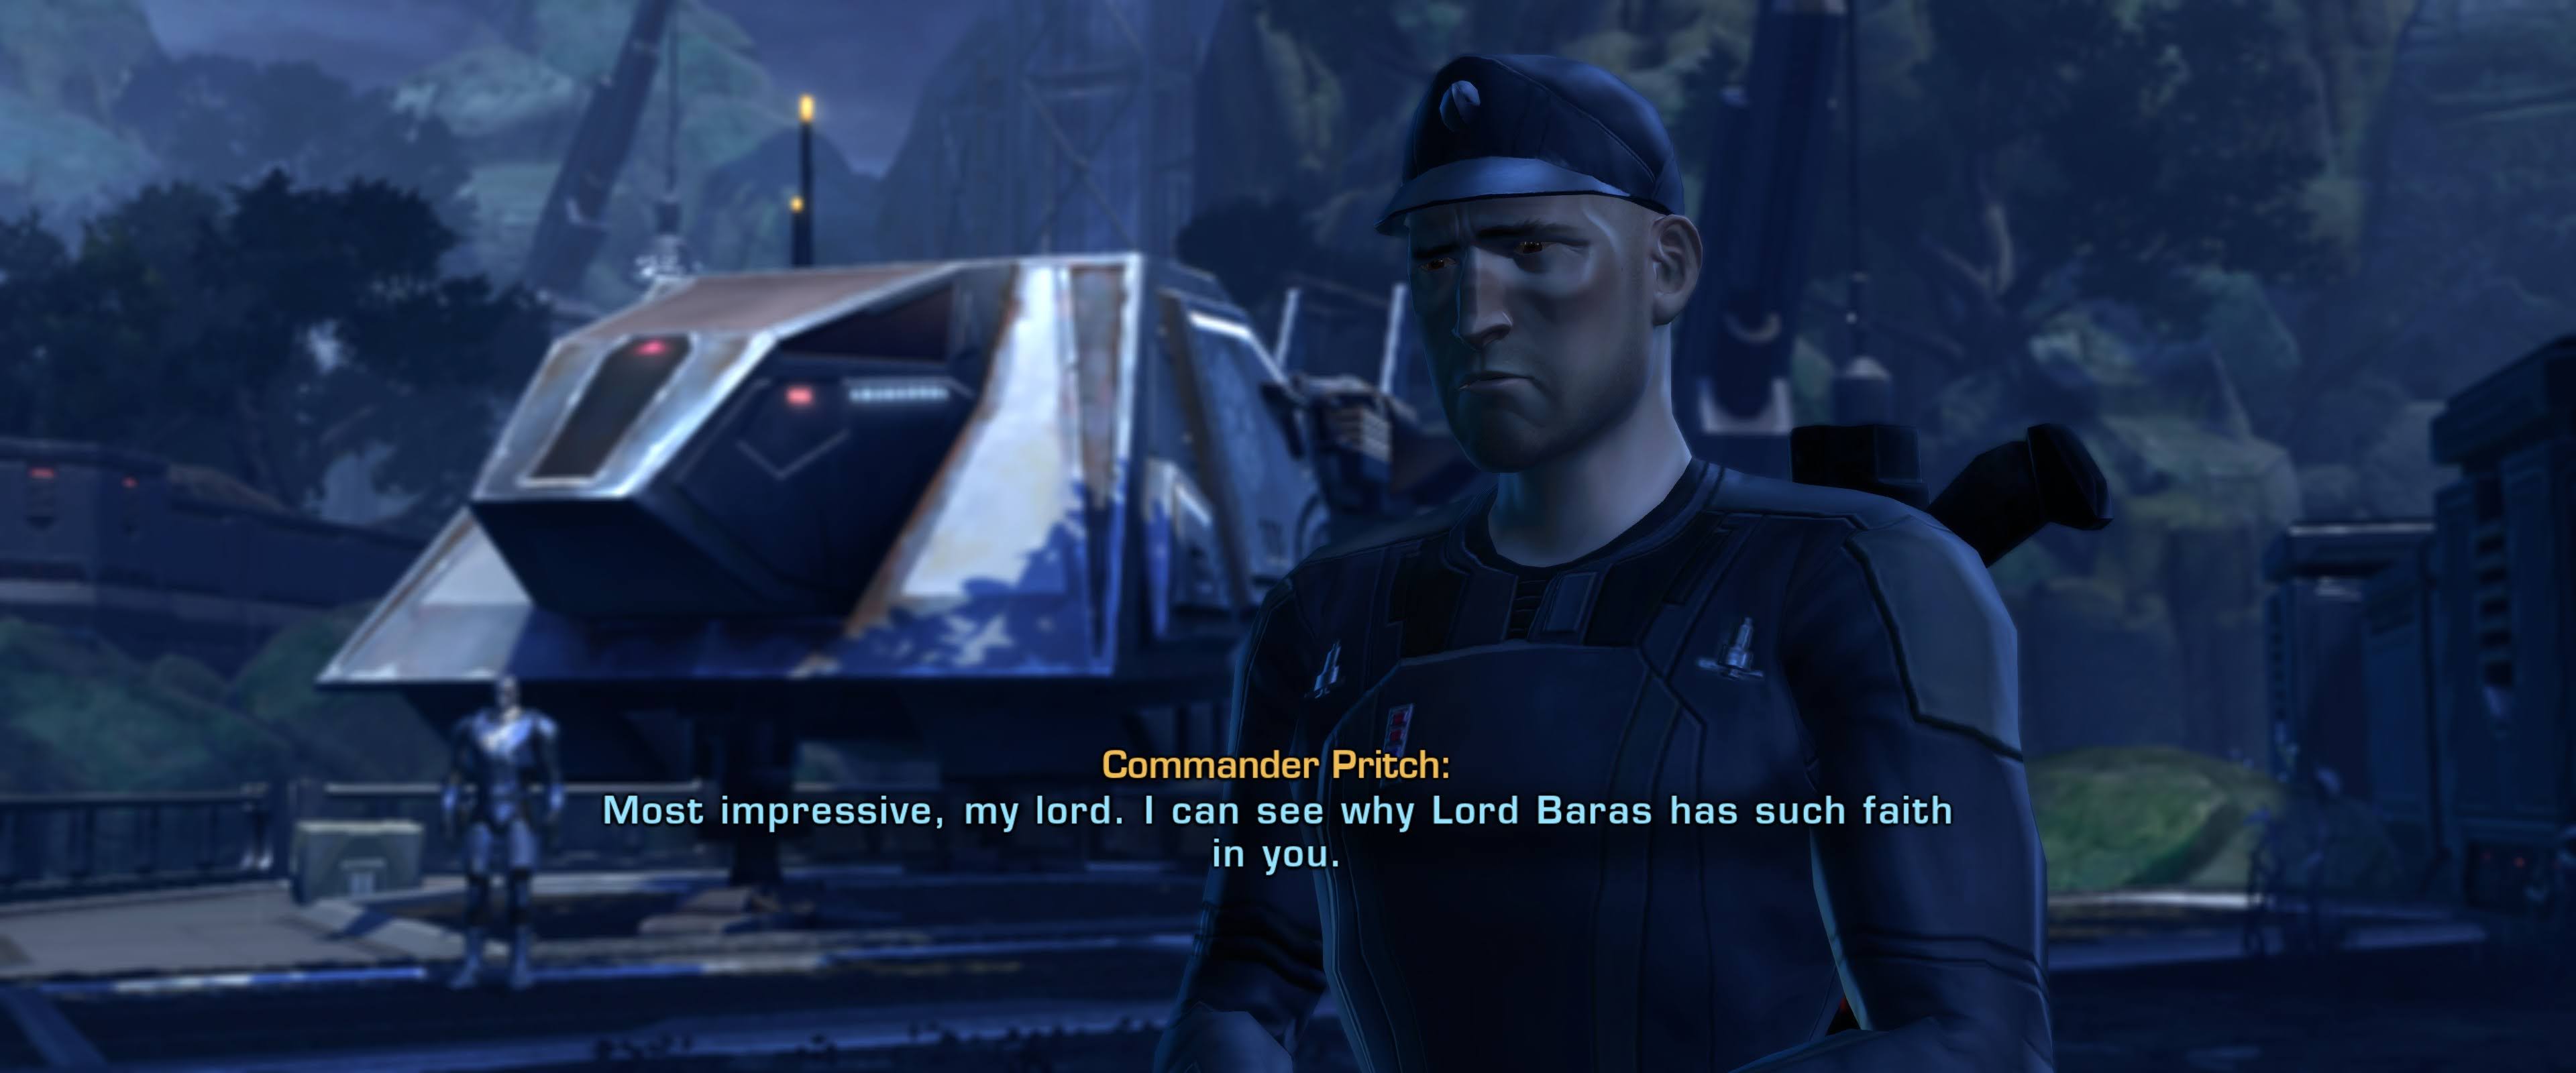 Commander Pritch:
Most impressive, my lord. I can see why Lord Baras has such faith
in you.